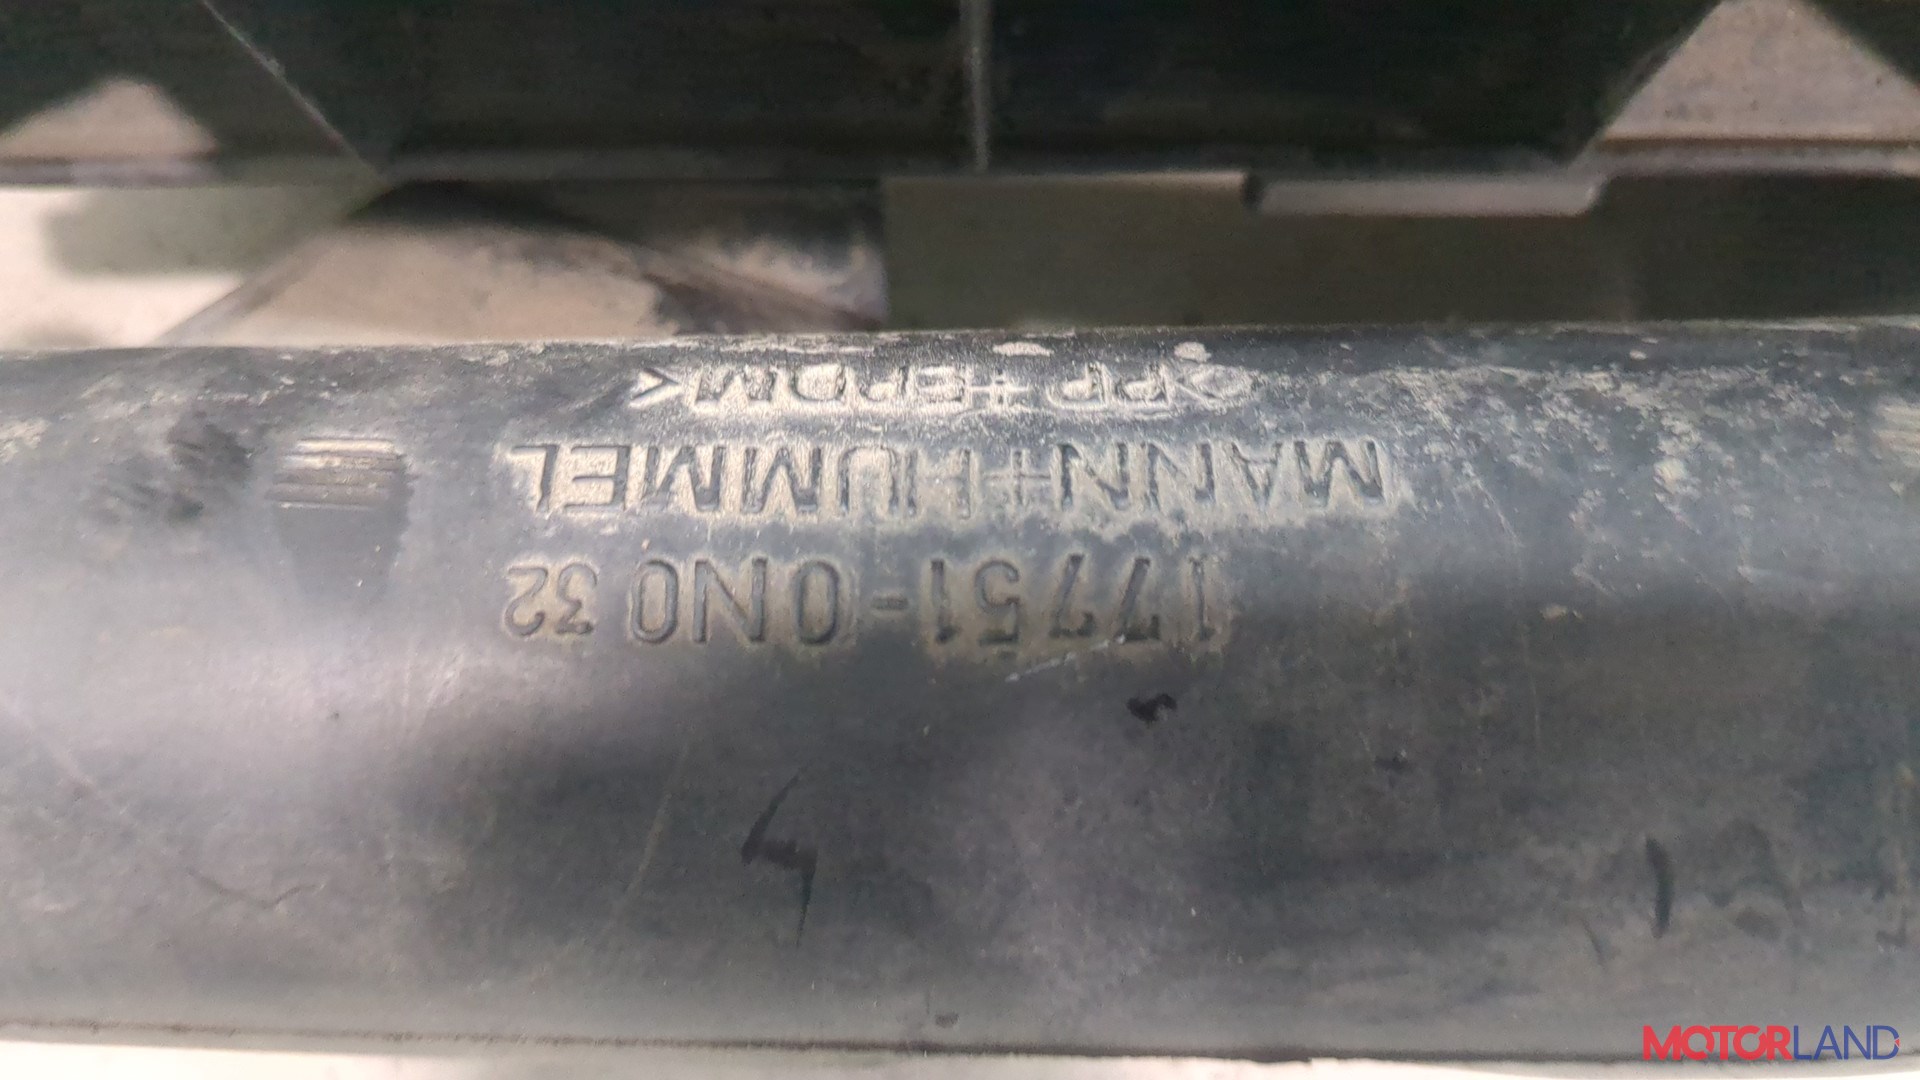 17751-0N0 32
MANN+HUMMEL
>PP+EPDM<
MOTORLAND